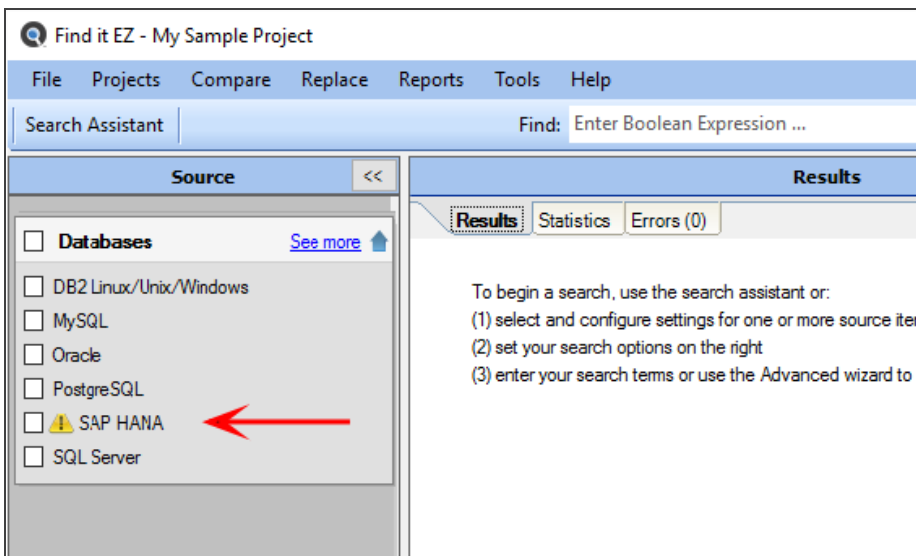 Find it EZ - My Sample Project
File Projects Compare Replace Reports Tools Help
Search Assistant Find: Enter Boolean Expression ...
Source <<
Databases See more
DB2 Linux/Unix/Windows
MySQL
Oracle
PostgreSQL
SAP HANA
SQL Server
Results
Results Statistics Errors (0)
To begin a search, use the search assistant or:
(1) select and configure settings for one or more source
(2) set your search options on the right
(3) enter your search terms or use the Advanced wizard to